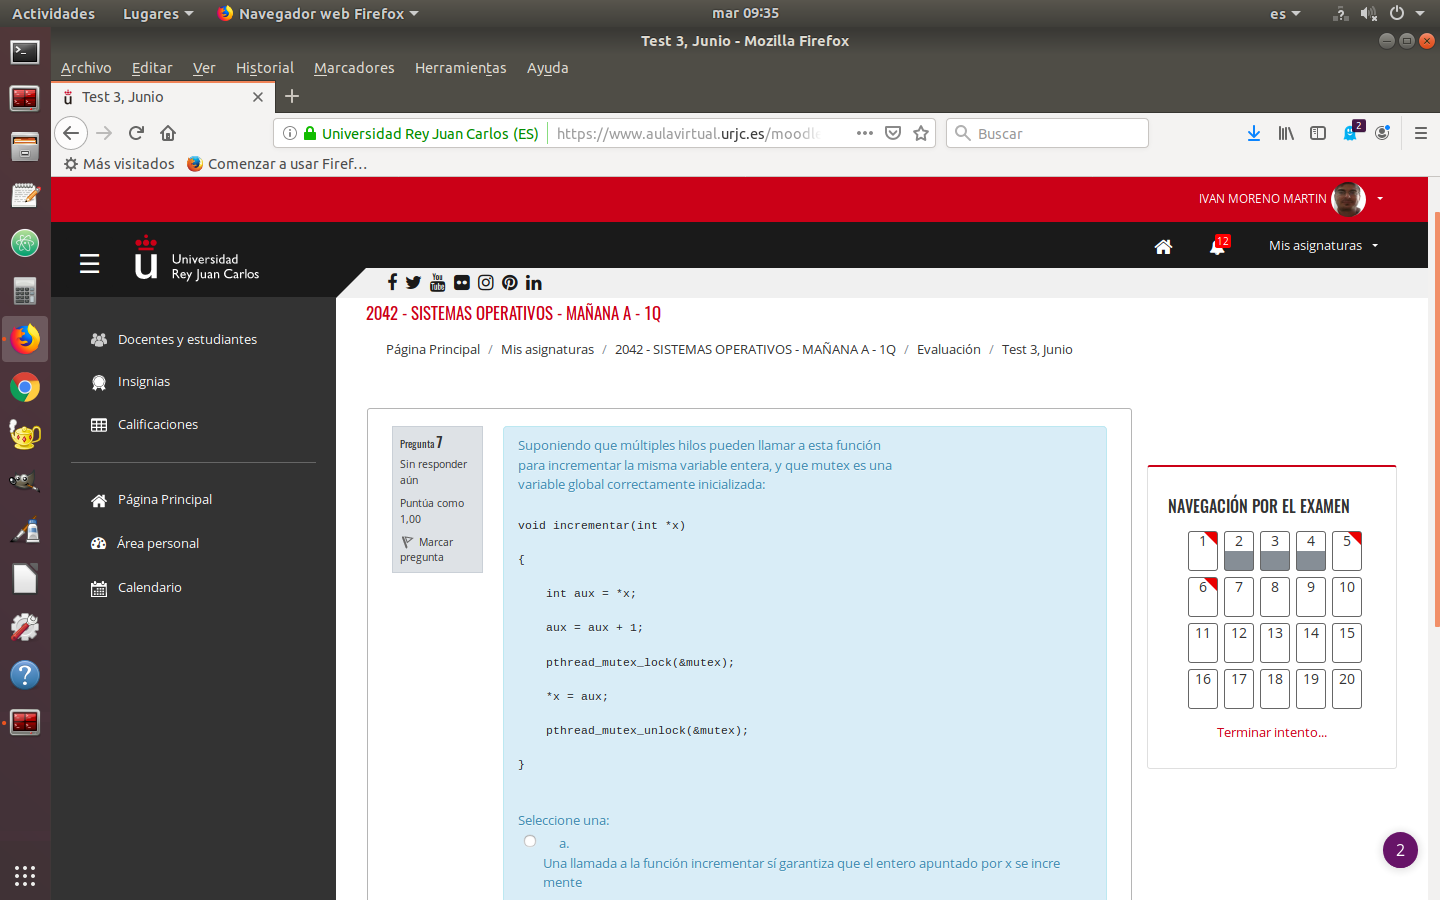 Actividades Lugares Navegador web Firefox mar 09:35 es
Test 3, Junio - Mozilla Firefox
Archivo Editar Ver Historial Marcadores Herramientas Ayuda
Test 3, Junio
Universidad Rey Juan Carlos (ES) https://www.aulavirtual.urjc.es/moodle ... Buscar 2
Más visitados Comenzar a usar Firef...
IVAN MORENO MARTIN
Universidad
Rey Juan Carlos
12 Mis asignaturas
2042 - SISTEMAS OPERATIVOS - MAÑANA A - 1Q
Página Principal / Mis asignaturas / 2042 - SISTEMAS OPERATIVOS - MAÑANA A - 1Q / Evaluación / Test 3, Junio
Docentes y estudiantes
Insignias
Calificaciones
Página Principal
Área personal
Calendario
Pregunta 7
Sin responder
aún
Puntúa como
1,00
Marcar
pregunta
Suponiendo que múltiples hilos pueden llamar a esta función
para incrementar la misma variable entera, y que mutex es una
variable global correctamente inicializada:
void incrementar(int *x)
{
int aux = *x;
aux = aux + 1;
pthread_mutex_lock(&mutex);
*x = aux;
pthread_mutex_unlock(&mutex);
}
Seleccione una:
a.
Una llamada a la función incrementar sí garantiza que el entero apuntado por x se incre
mente
NAVEGACIÓN POR EL EXAMEN
1 2 3 4 5
6 7 8 9 10
11 12 13 14 15
16 17 18 19 20
Terminar intento...
2